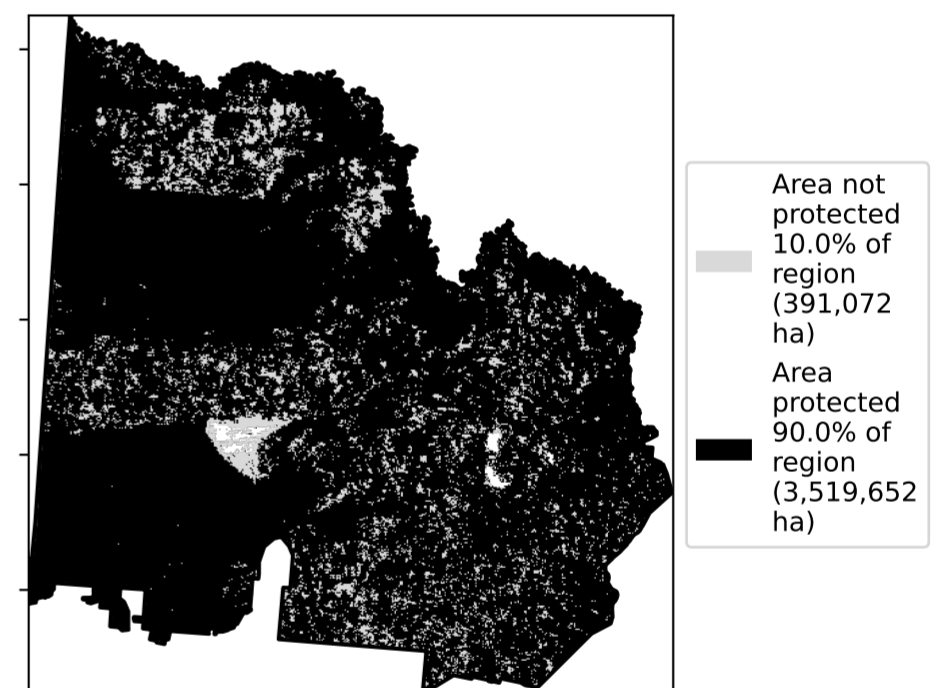 Area not
protected
10.0% of
region
(391,072
ha)
Area
protected
90.0% of
region
(3,519,652
ha)